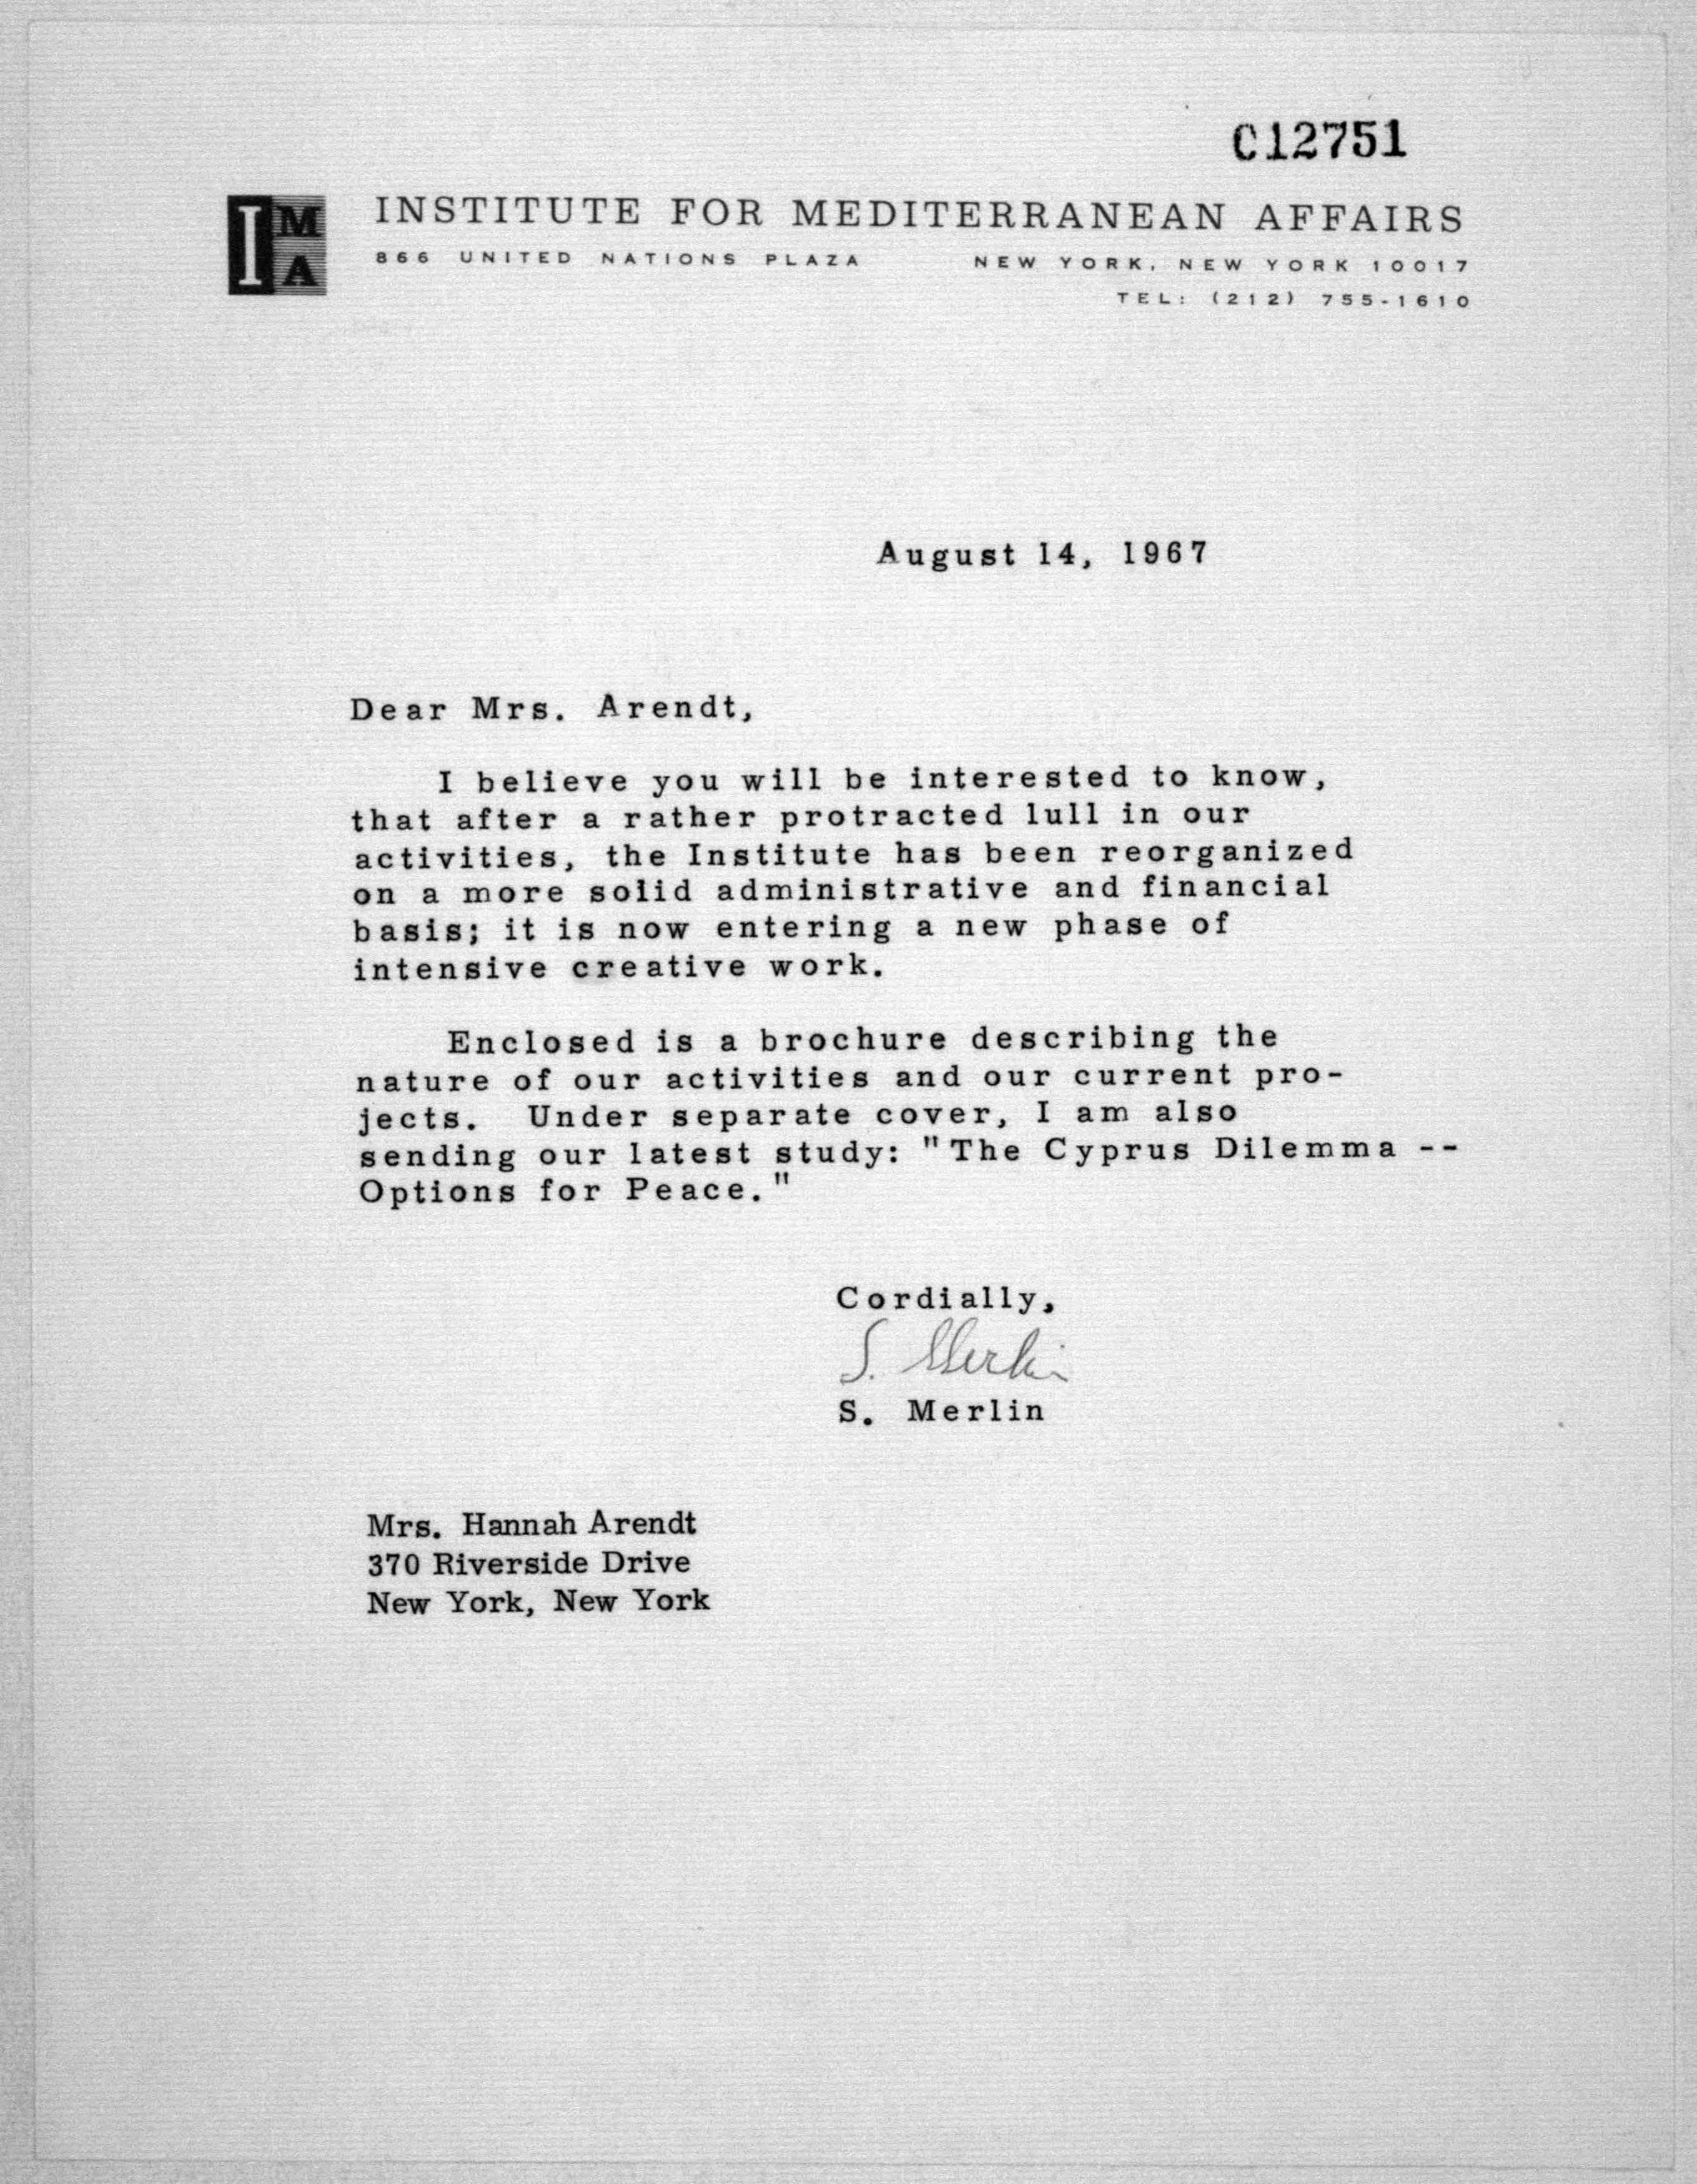 C12751
IMA
INSTITUTE FOR MEDITERRANEAN AFFAIRS
866 UNITED NATIONS PLAZA NEW YORK, NEW YORK 10017
TEL: (212) 755-1610
August 14, 1967
Dear Mrs. Arendt,
I believe you will be interested to know,
that after a rather protracted lull in our
activities, the Institute has been reorganized
on a more solid administrative and financial
basis; it is now entering a new phase of
intensive creative work.
Enclosed is a brochure describing the
nature of our activities and our current pro-
jects. Under separate cover, I am also
sending our latest study: "The Cyprus Dilemma --
Options for Peace."
Cordially,
S. Merlin
S. Merlin
Mrs. Hannah Arendt
370 Riverside Drive
New York, New York